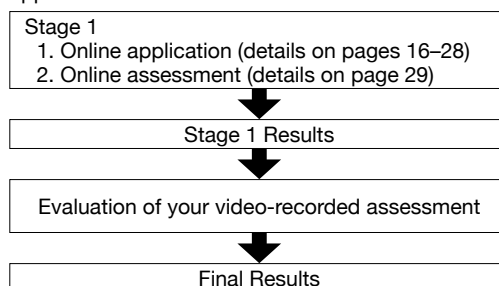 Stage 1
1. Online application (details on pages 16–28)
2. Online assessment (details on page 29)
Stage 1 Results
Evaluation of your video-recorded assessment
Final Results